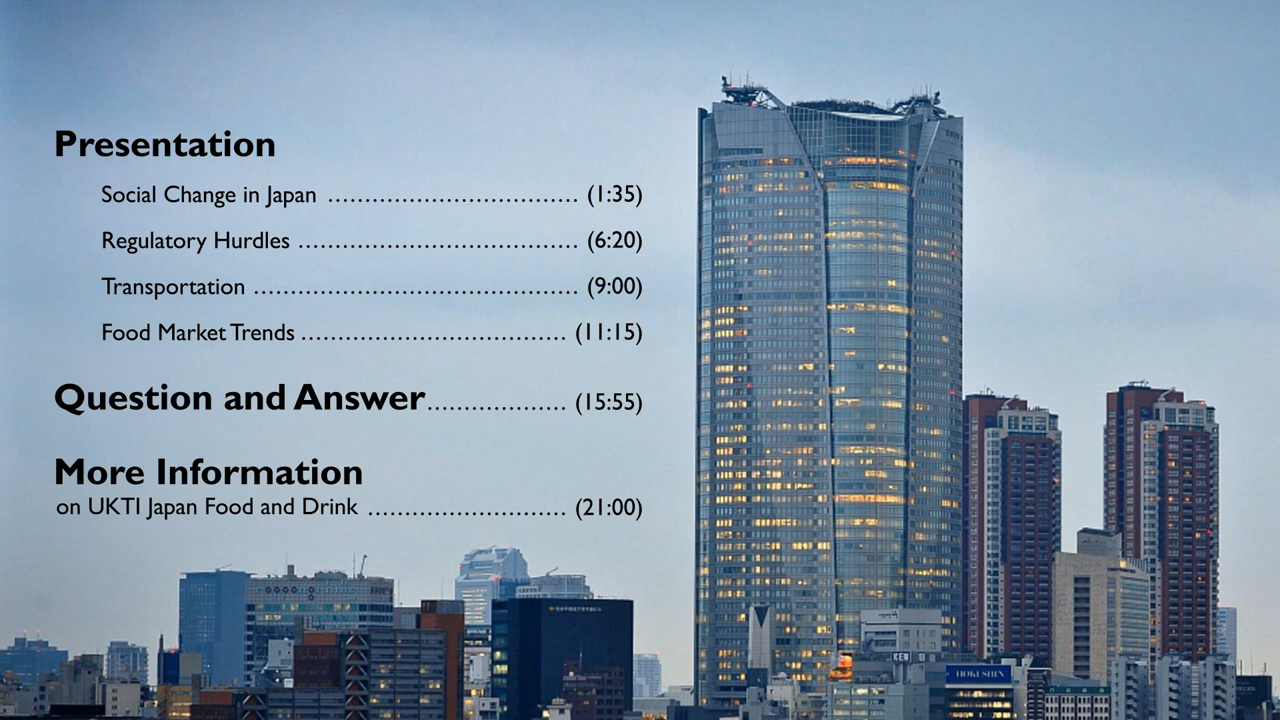 Presentation
Social Change in Japan .................................. (1:35)
Regulatory Hurdles ...................................... (6:20)
Transportation ............................................ (9:00)
Food Market Trends .................................... (11:15)
Question and Answer................... (15:55)
More Information
on UKTI Japan Food and Drink ........................... (21:00)
KEN
HOKUSHIN